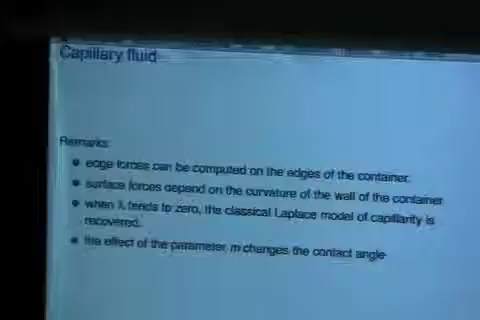 Capillary fluid
Remarks:
edge forces can be computed on the edges of the container.
surface forces depend on the curvature of the wall of the container
when λ tends to zero, the classical Laplace model of capillarity is
recovered.
the effect of the parameter m changes the contact angle